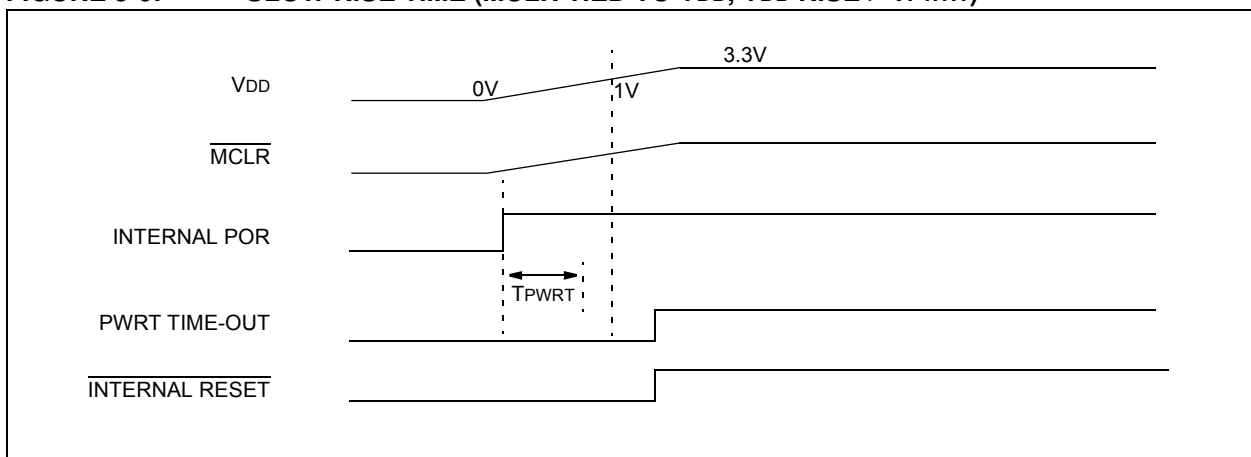 3.3V
VDD
0V
1V
MCLR
INTERNAL POR
TPWRT
PWRT TIME-OUT
INTERNAL RESET